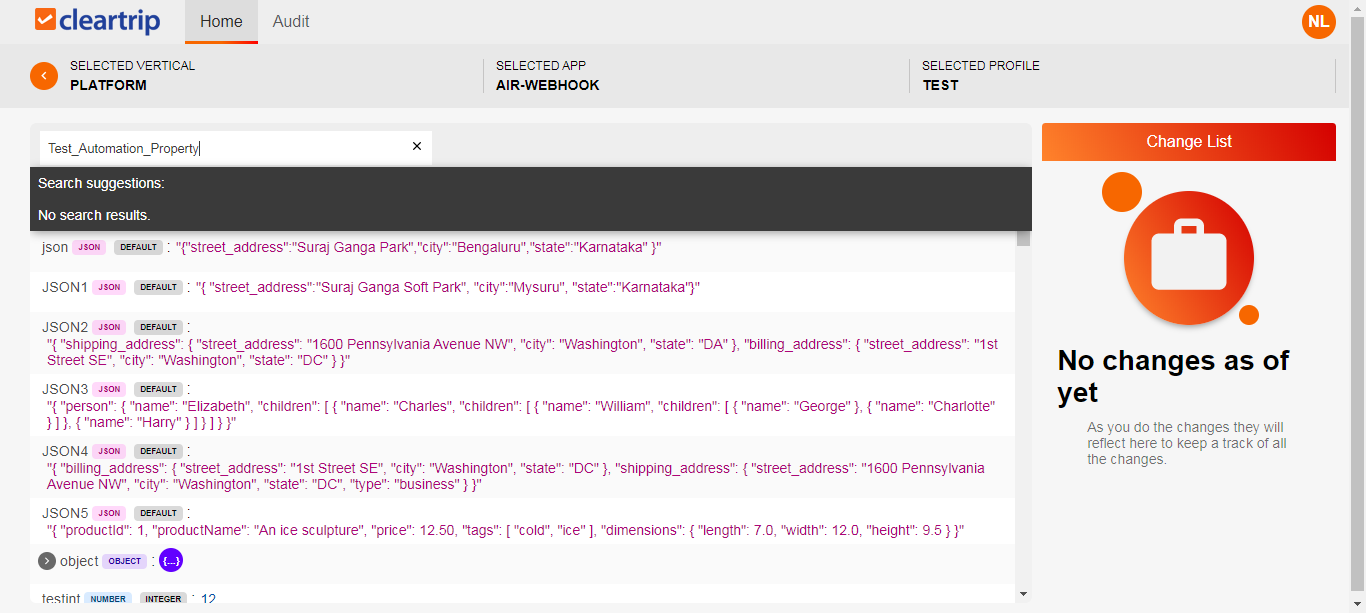 cleartrip
Home
Audit
NL
SELECTED VERTICAL
PLATFORM
SELECTED APP
AIR-WEBHOOK
SELECTED PROFILE
TEST
Test_Automation_Property
Search suggestions:
No search results.
json JSON DEFAULT : "{"street_address":"Suraj Ganga Park","city":"Bengaluru","state":"Karnataka" }"
JSON1 JSON DEFAULT : "{ "street_address":"Suraj Ganga Soft Park", "city":"Mysuru", "state":"Karnataka"}"
JSON2 JSON DEFAULT :
"{ "shipping_address": { "street_address": "1600 Pennsylvania Avenue NW", "city": "Washington", "state": "DA" }, "billing_address": { "street_address": "1st
Street SE", "city": "Washington", "state": "DC" } }"
JSON3 JSON DEFAULT :
"{ "person": { "name": "Elizabeth", "children": [ { "name": "Charles", "children": [ { "name": "William", "children": [ { "name": "George" }, { "name": "Charlotte"
} ] }, { "name": "Harry" } ] } ] } }"
JSON4 JSON DEFAULT :
"{ "billing_address": { "street_address": "1st Street SE", "city": "Washington", "state": "DC" }, "shipping_address": { "street_address": "1600 Pennsylvania
Avenue NW", "city": "Washington", "state": "DC", "type": "business" } }"
JSON5 JSON DEFAULT :
"{ "productId": 1, "productName": "An ice sculpture", "price": 12.50, "tags": [ "cold", "ice" ], "dimensions": { "length": 7.0, "width": 12.0, "height": 9.5 } }"
object OBJECT : {...}
testint NUMBER INTEGER : 12
Change List
No changes as of
yet
As you do the changes they will
reflect here to keep a track of all
the changes.